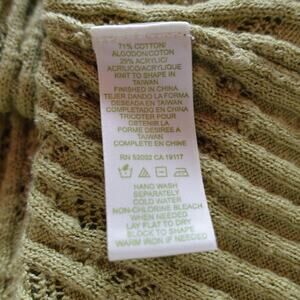 71% COTTON/
ALGODON/COTON
29% ACRYLIC/
ACRILICO/ACRYLIQUE
KNIT TO SHAPE IN
TAIWAN
FINISHED IN CHINA
TEJER DANDO LA FORMA
DESEADA EN TAIWAN
COMPLETADO EN CHINA
TRICOTER POUR
OBTENIR LA
FORME DESIREE A
TAIWAN
COMPLETE EN CHINE
RN 52002 CA 19117
HAND WASH
SEPARATELY
COLD WATER
NON-CHLORINE BLEACH
WHEN NEEDED
LAY FLAT TO DRY
BLOCK TO SHAPE
WARM IRON IF NEEDED